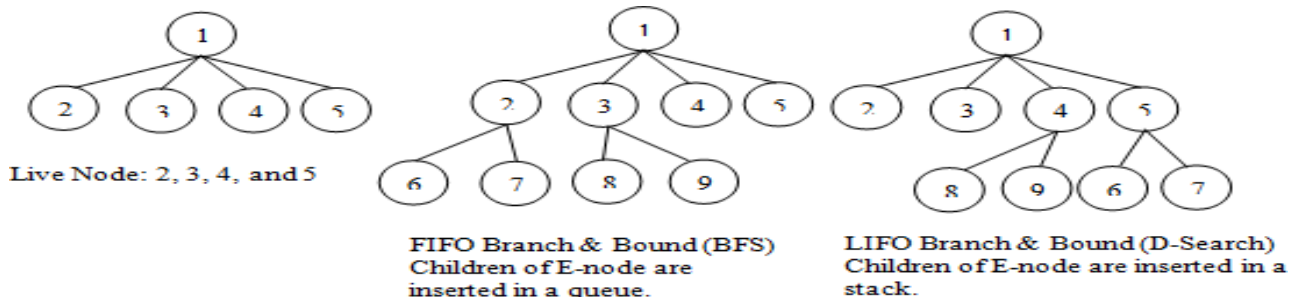 1
2 3 4 5
Live Node: 2, 3, 4, and 5
1
2 3 4 5
6 7 8 9
FIFO Branch & Bound (BFS)
Children of E-node are
inserted in a queue.
1
2 3 4 5
8 9 6 7
LIFO Branch & Bound (D-Search)
Children of E-node are inserted in a
stack.